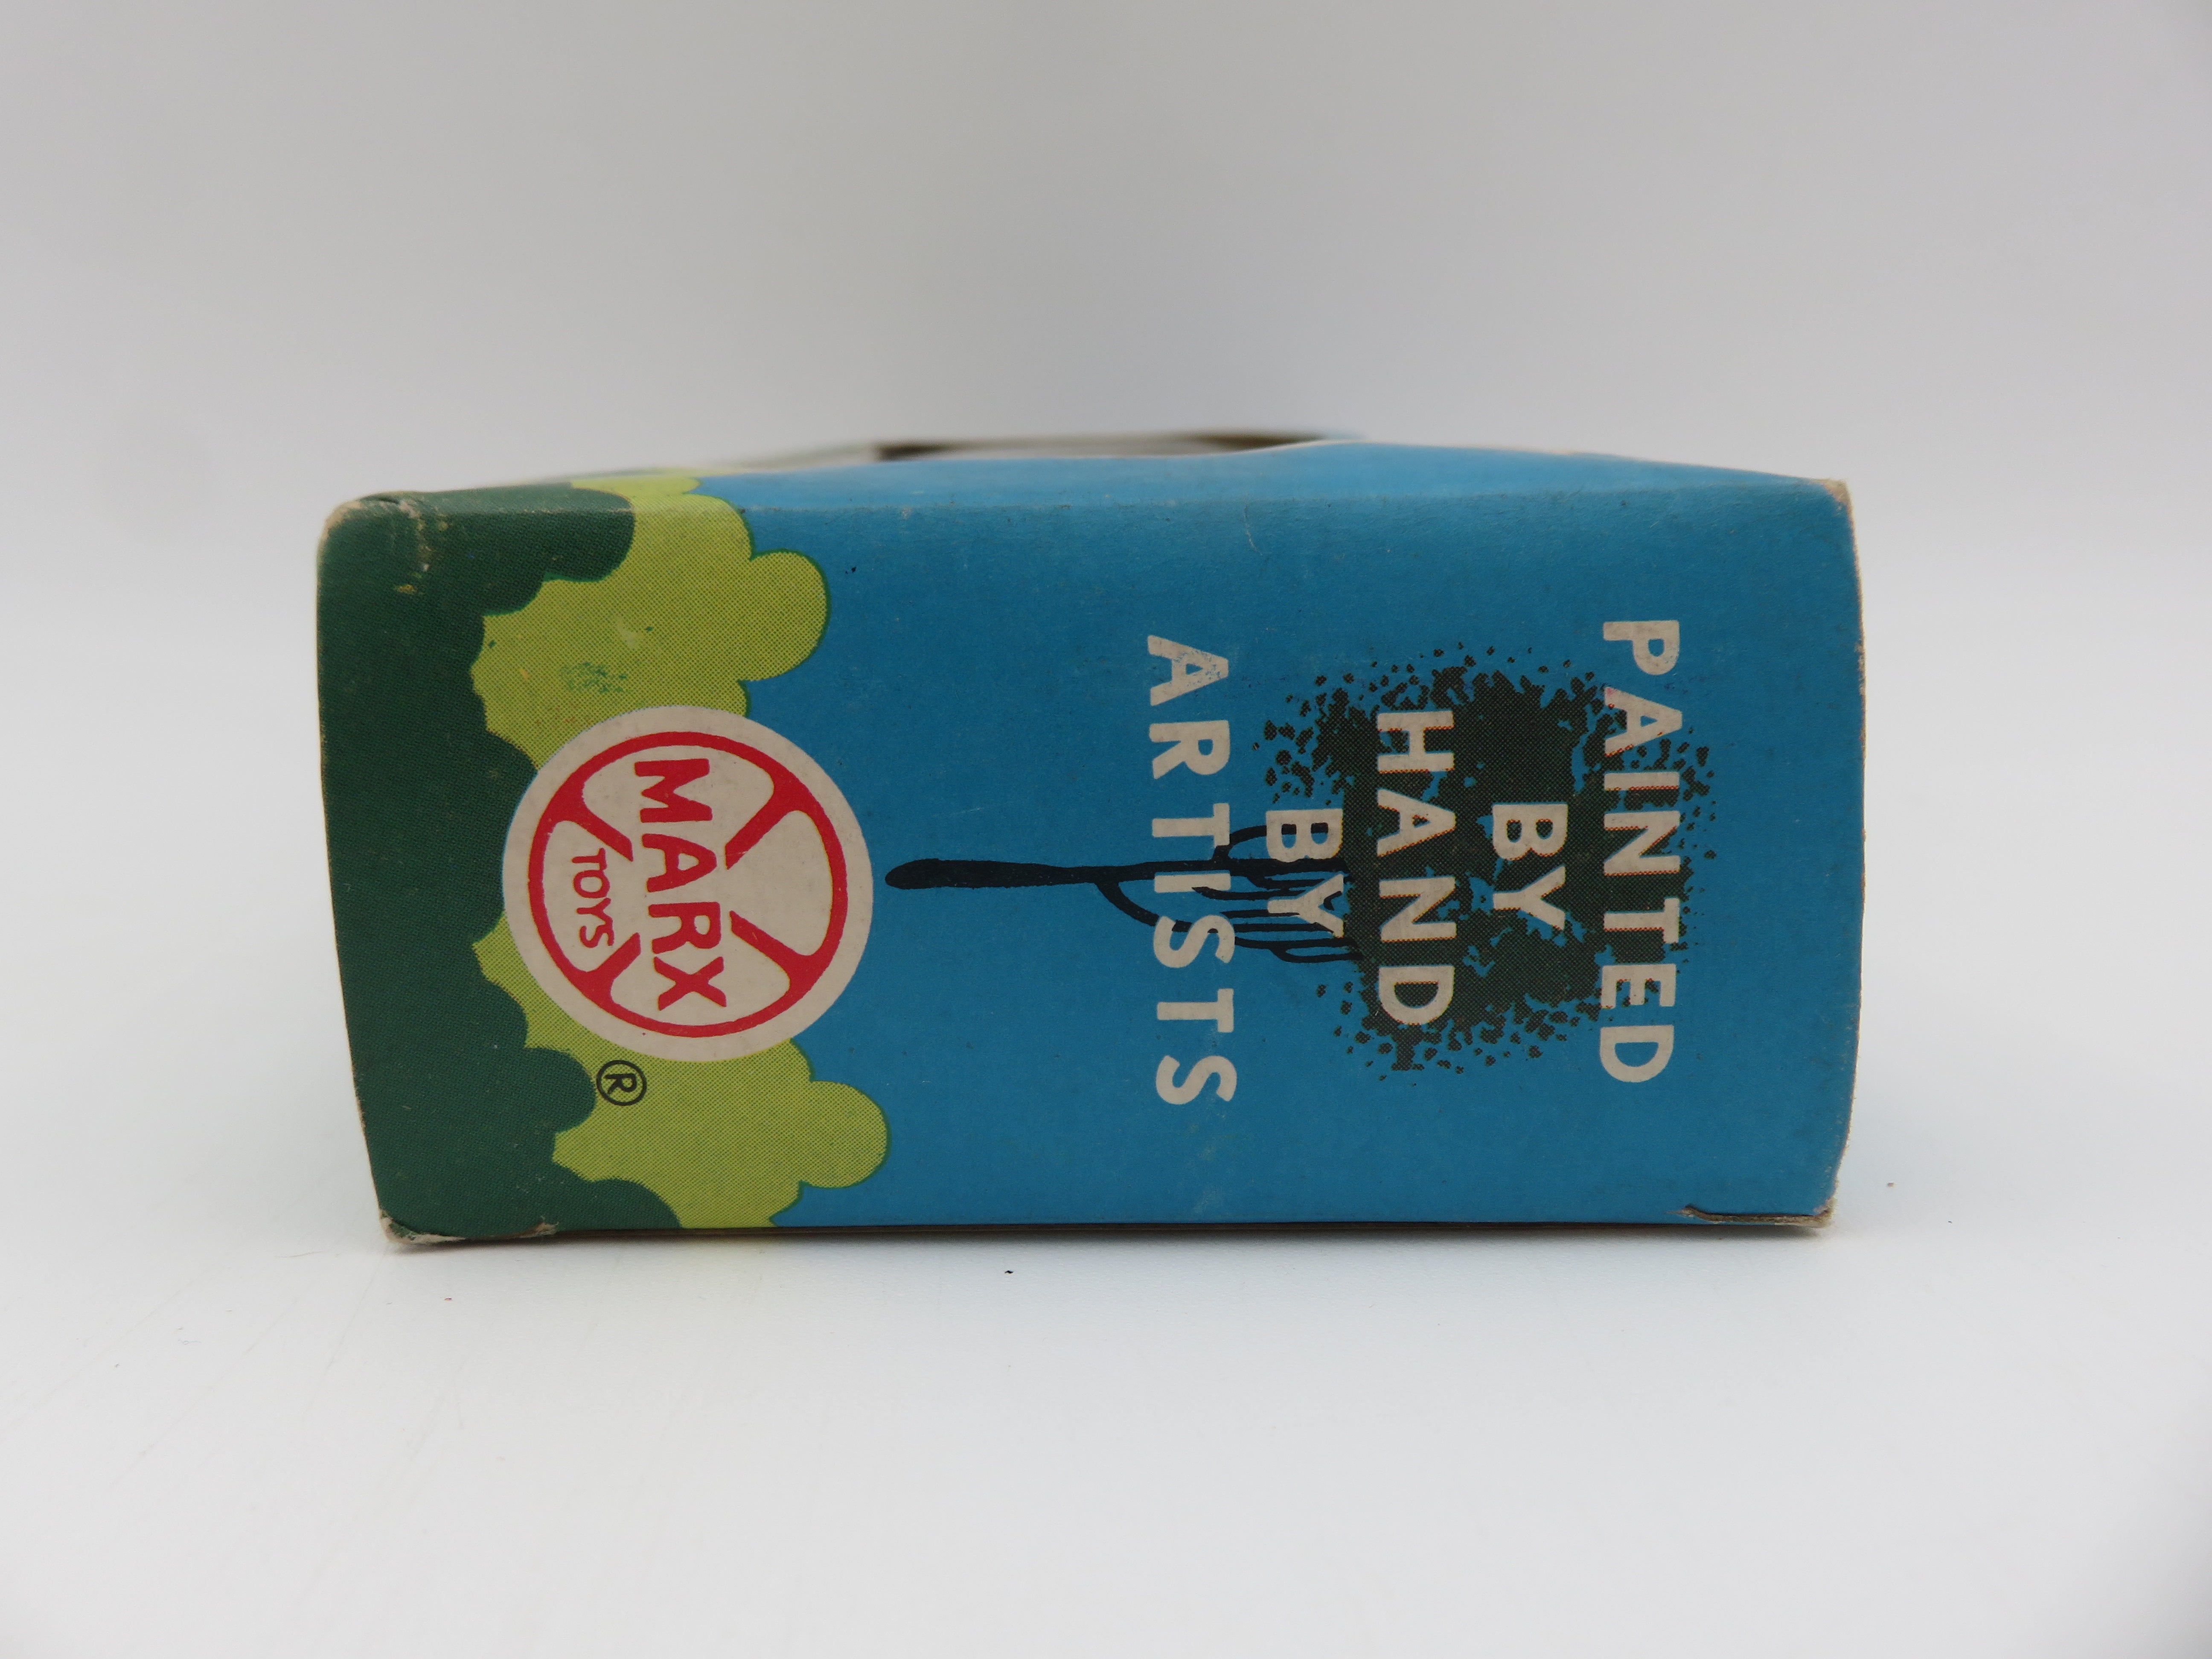 PAINTED
BY
HAND
BY
ARTISTS
MARX
TOYS
®